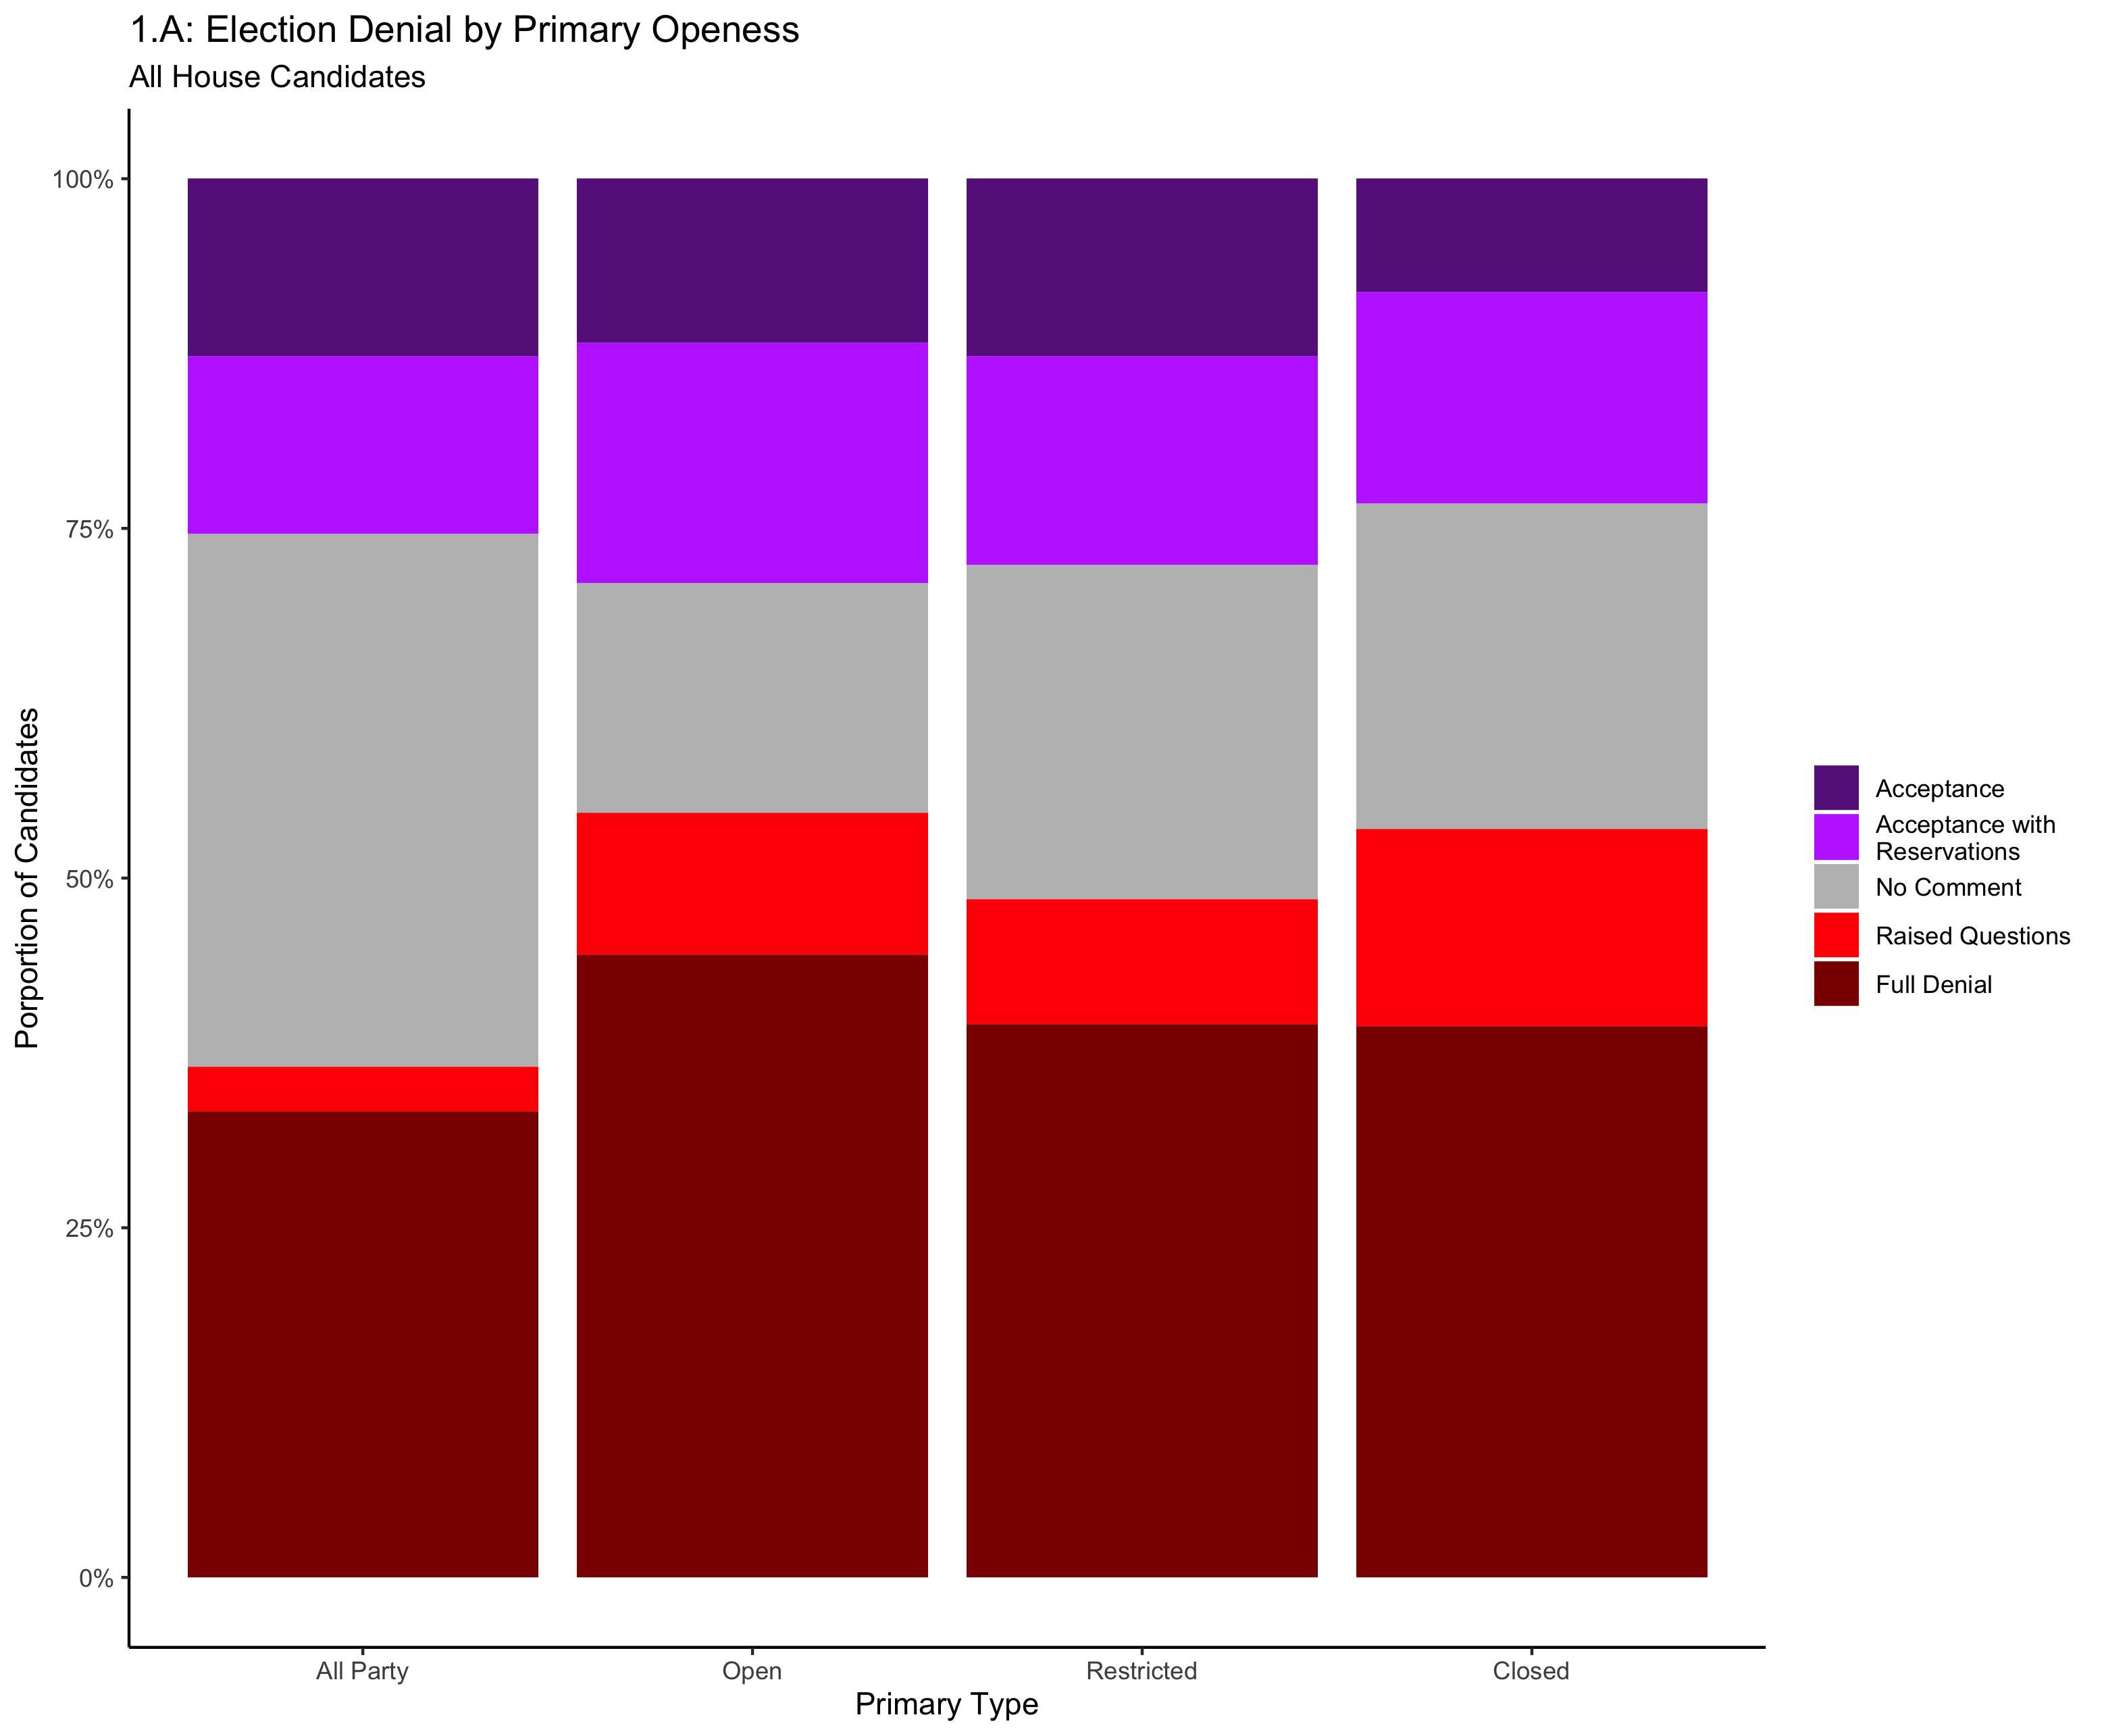 1.A: Election Denial by Primary Openess
All House Candidates
Porportion of Candidates
100%
75%
50%
25%
0%
All Party
Open
Restricted
Closed
Primary Type
Acceptance
Acceptance with
Reservations
No Comment
Raised Questions
Full Denial